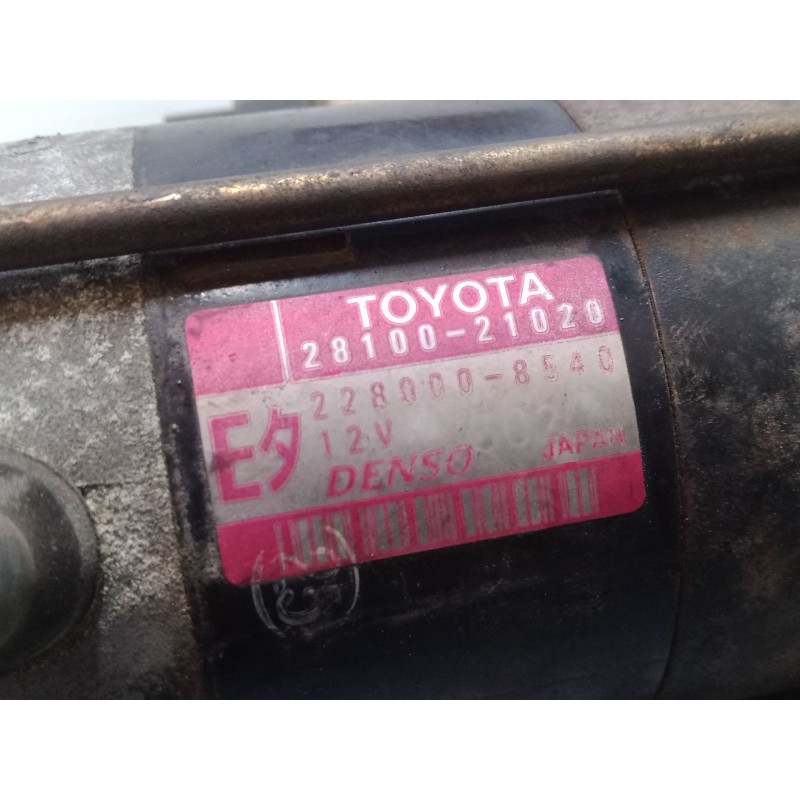 TOYOTA
28100-21020
228000-8540
Eタ
12V
DENSO JAPAN